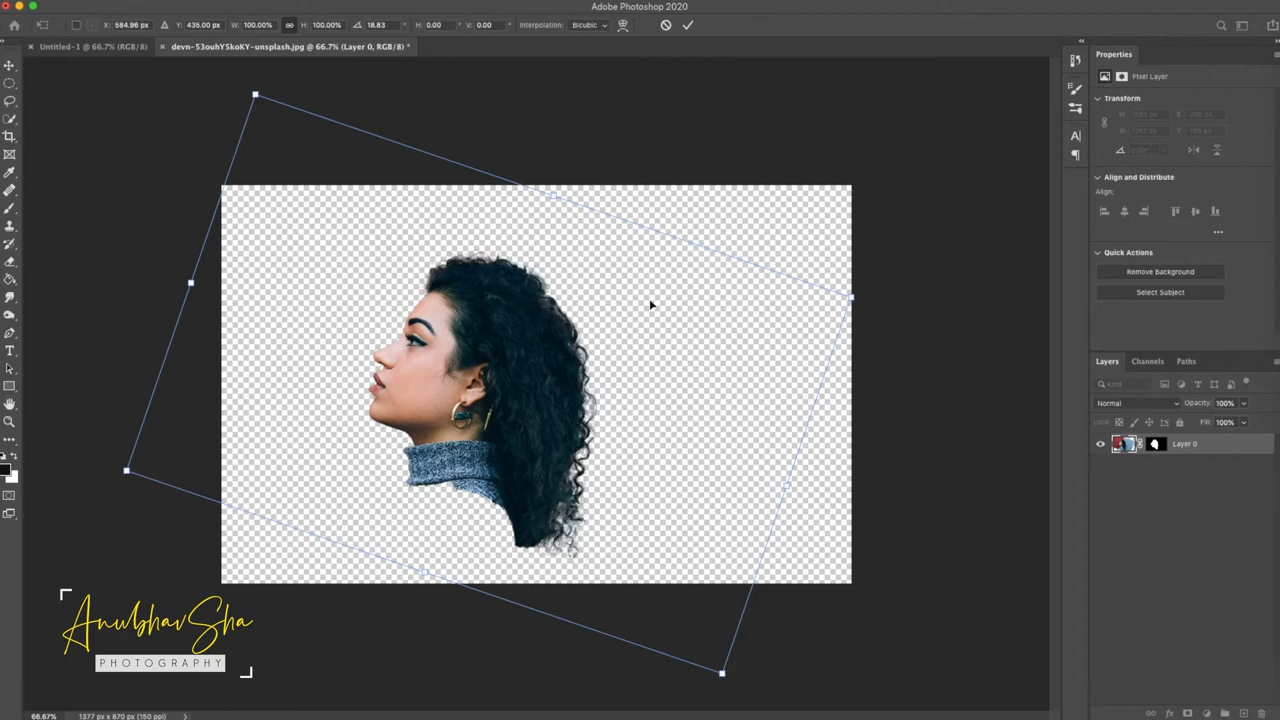 Adobe Photoshop 2020
X: 584.96 px Y: 435.00 px W: 100.00% H: 100.00% 18.83 ° H: 0.00 ° V: 0.00 ° Interpolation: Bicubic
× Untitled-1 @ 66.7% (RGB/8) × devn-53ouhYSkoKY-unsplash.jpg @ 66.7% (Layer 0, RGB/8) *
Properties
Pixel Layer
Transform
Align and Distribute
Align:
Quick Actions
Remove Background
Select Subject
Layers Channels Paths
Kind
Normal Opacity: 100%
Lock: Fill: 100%
Layer 0
AnubhavSha
PHOTOGRAPHY
66.67% 1377 px x 870 px (150 ppi)